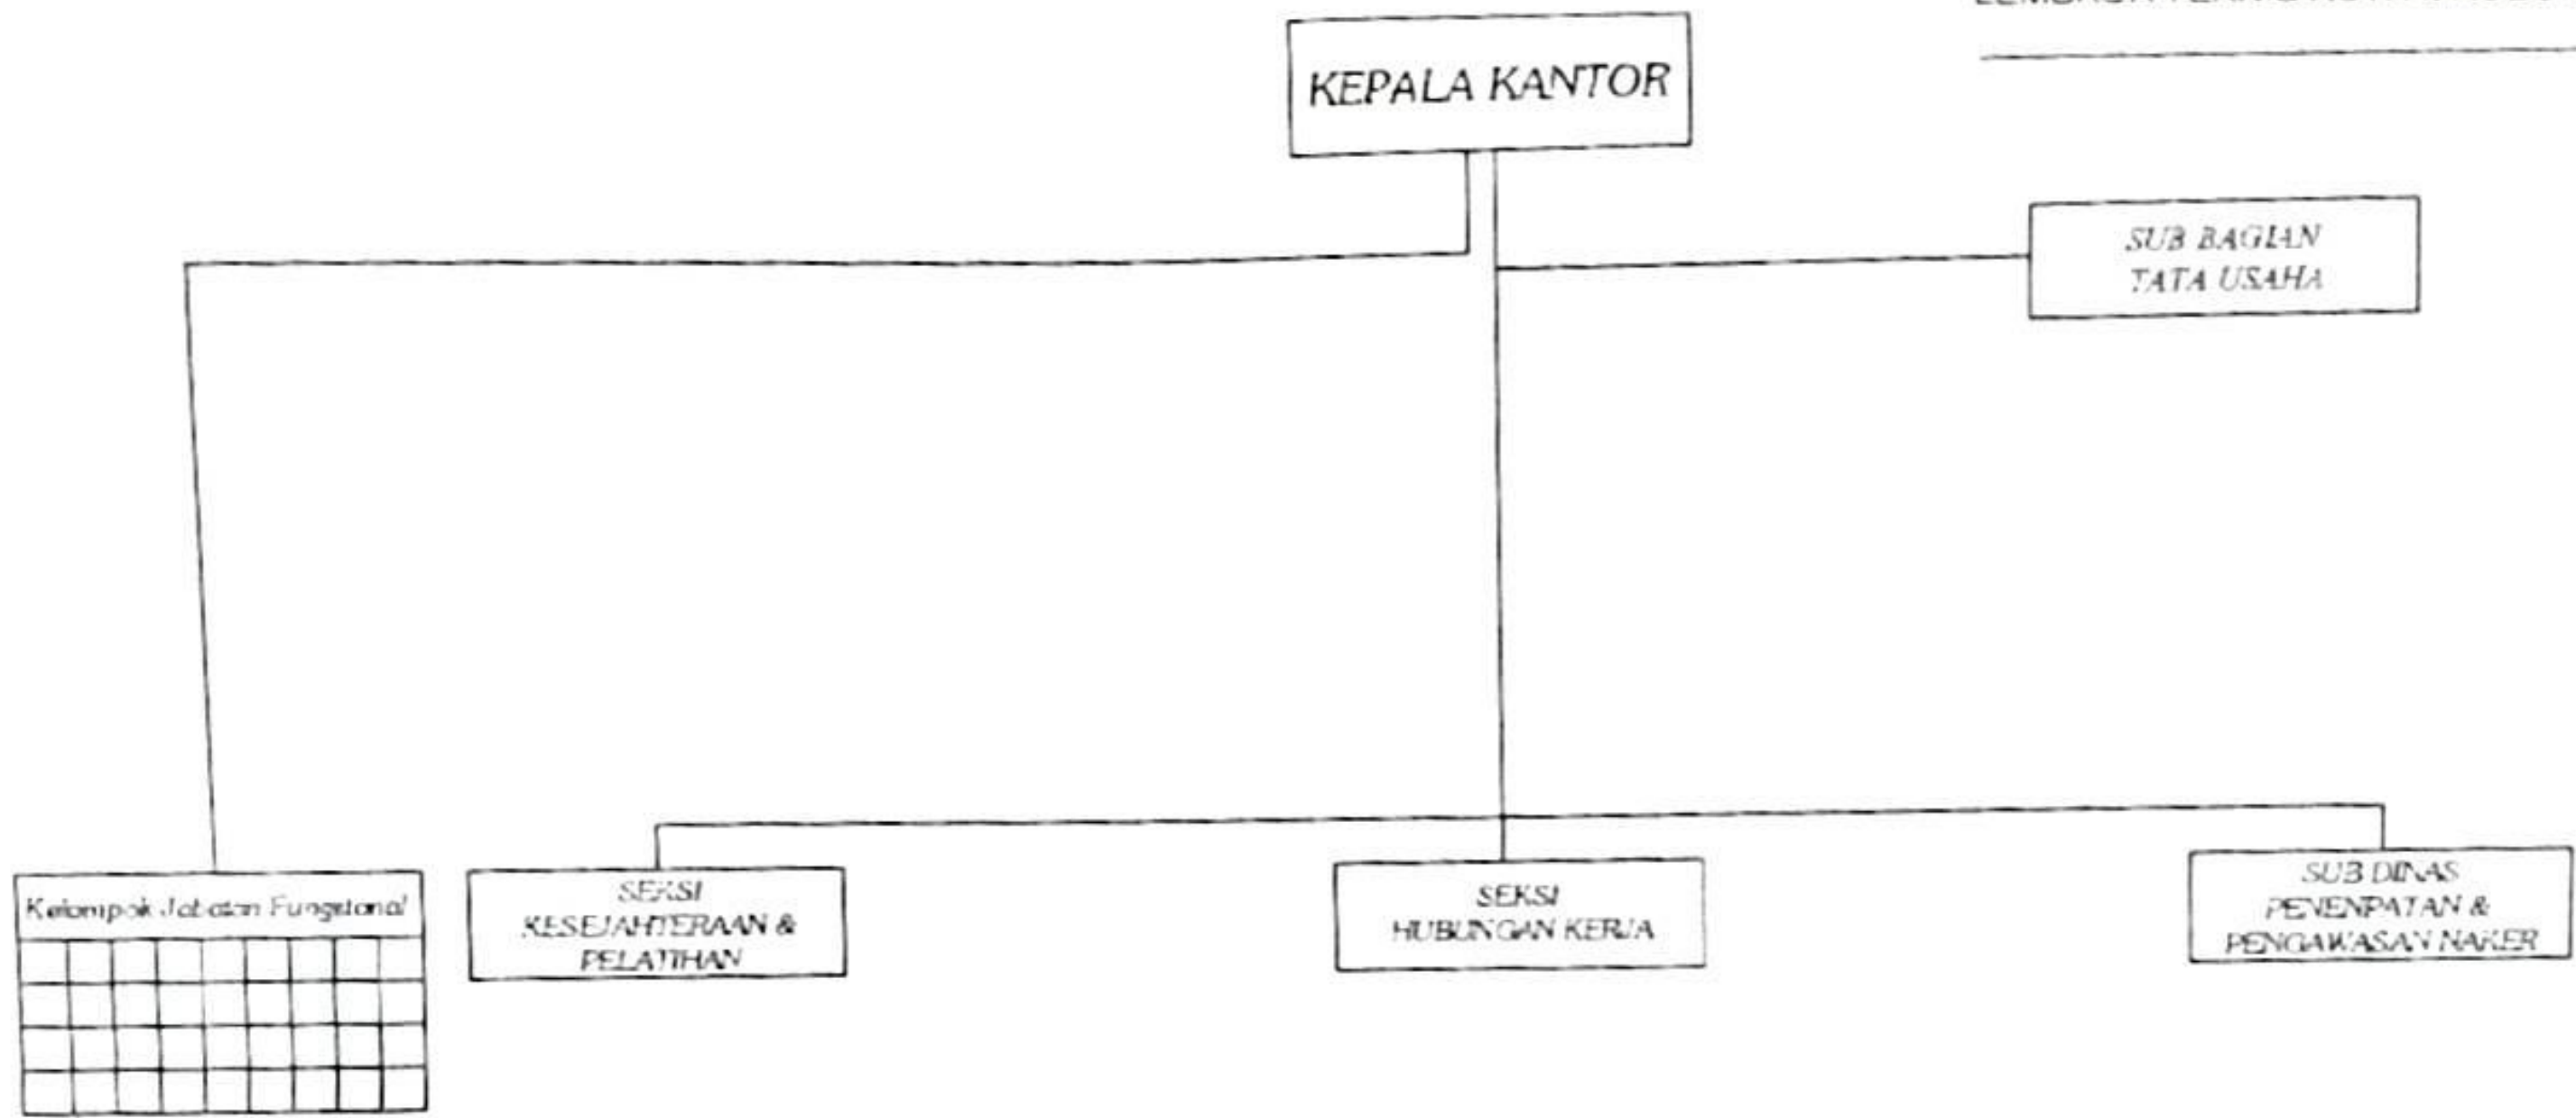 KEPALA KANTOR
SUB BAGIAN
TATA USAHA
Kelompok Jabatan Fungsional
SEKSI
KESEJAHTERAAN &
PELATIHAN
SEKSI
HUBUNGAN KERJA
SUB DINAS
PENENPATAN &
PENGAWASAN NAKER